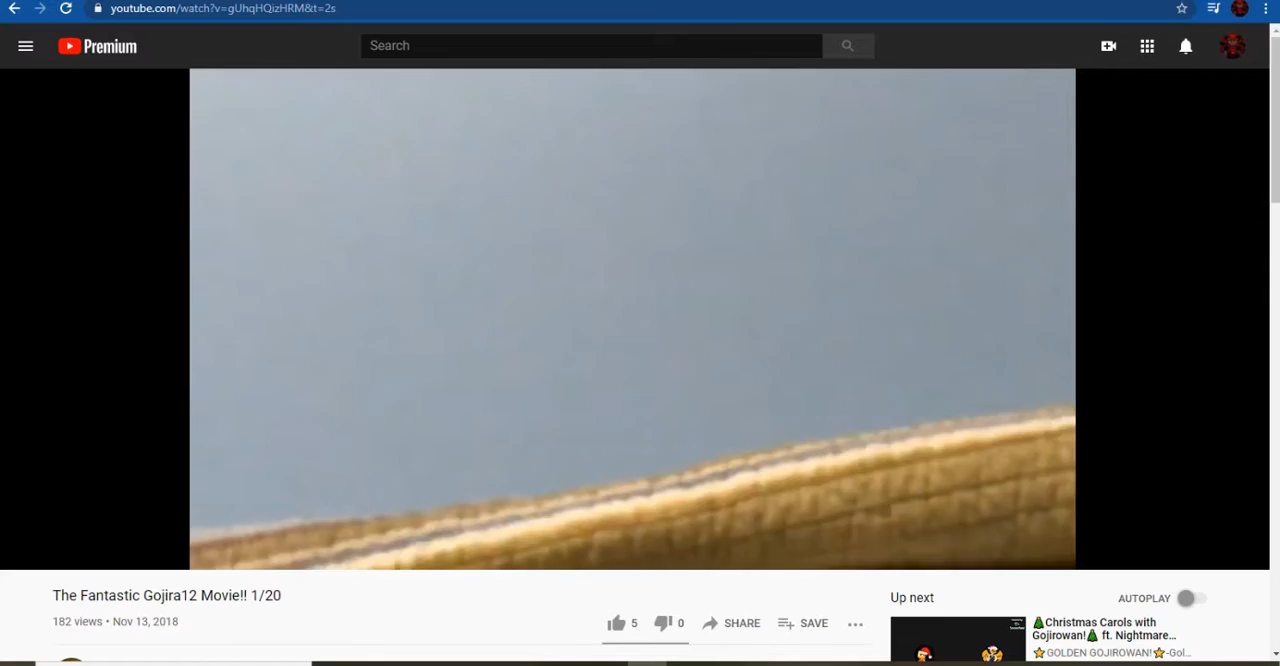 youtube.com/watch?v=gUhqHQizHRM&t=2s
Premium
Search
The Fantastic Gojira12 Movie!! 1/20
182 views • Nov 13, 2018
5
0
SHARE
SAVE
Up next
AUTOPLAY
🎄Christmas Carols with
Gojirowan!🎄 ft. Nightmare...
⭐GOLDEN GOJIROWAN!⭐-Gol...